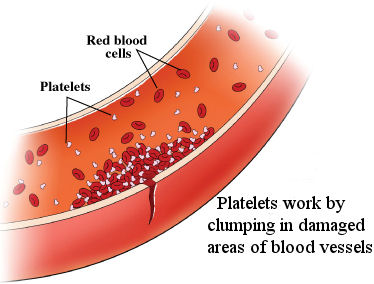 Red blood
cells
Platelets
Platelets work by
clumping in damaged
areas of blood vessels